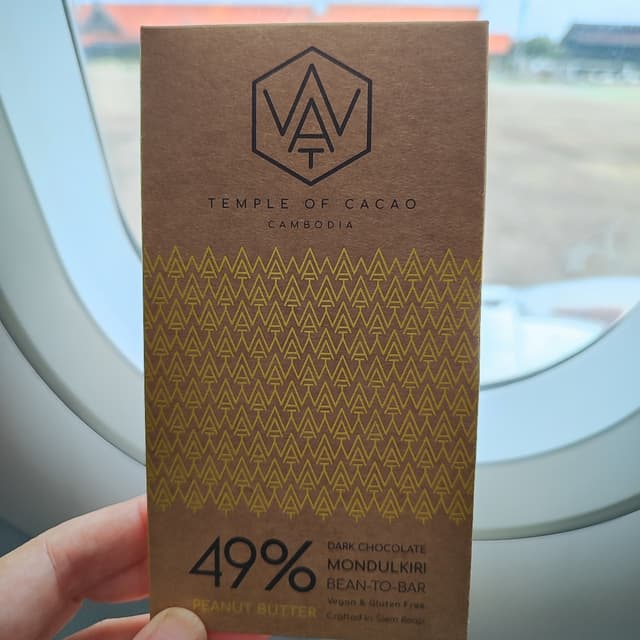 WAT
TEMPLE OF CACAO
CAMBODIA
49%
PEANUT BUTTER
DARK CHOCOLATE
MONDULKIRI
BEAN-TO-BAR
Vegan & Gluten Free
Crafted in Siem Reap